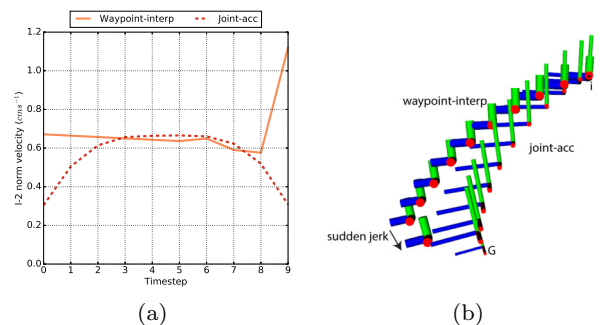 Waypoint-interp
Joint-acc
1.2
1.0
0.8
0.6
0.4
0.2
0.0
l-2 norm velocity (cms⁻¹)
0 1 2 3 4 5 6 7 8 9
Timestep
(a)
i
waypoint-interp
joint-acc
sudden jerk
G
(b)